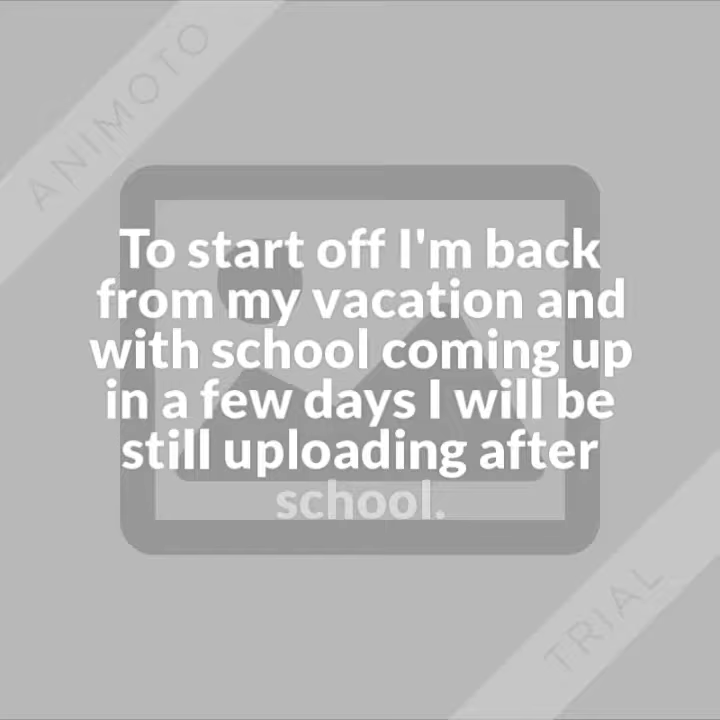 ANIMOTO
To start off I'm back
from my vacation and
with school coming up
in a few days I will be
still uploading after
school.
TRIAL